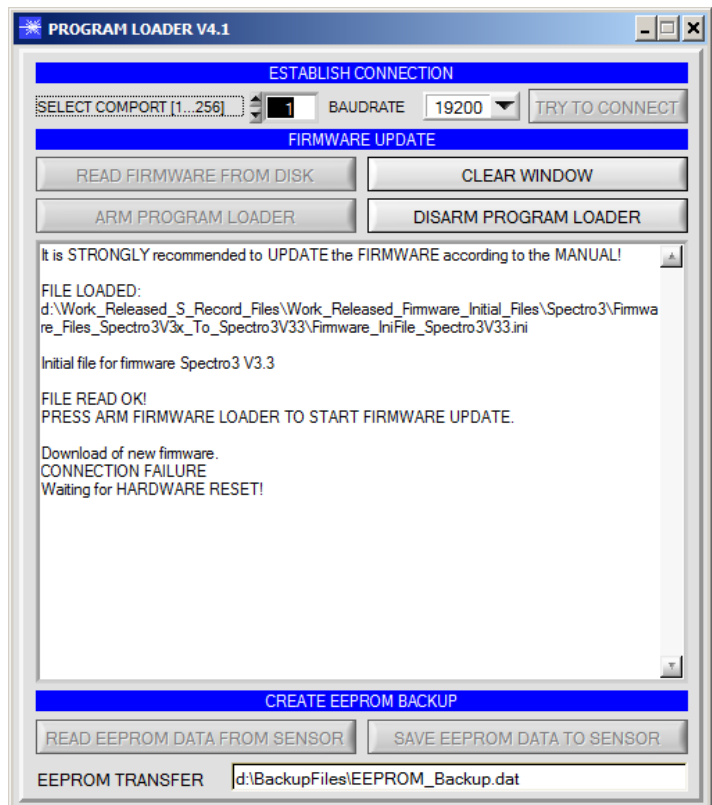 PROGRAM LOADER V4.1
ESTABLISH CONNECTION
SELECT COMPORT [1...256] 1 BAUDRATE 19200 TRY TO CONNECT
FIRMWARE UPDATE
READ FIRMWARE FROM DISK CLEAR WINDOW
ARM PROGRAM LOADER DISARM PROGRAM LOADER
It is STRONGLY recommended to UPDATE the FIRMWARE according to the MANUAL!
FILE LOADED:
d:\Work_Released_S_Record_Files\Work_Released_Firmware_Initial_Files\Spectro3\Firmwa
re_Files_Spectro3V3x_To_Spectro3V33\Firmware_IniFile_Spectro3V33.ini
Initial file for firmware Spectro3 V3.3
FILE READ OK!
PRESS ARM FIRMWARE LOADER TO START FIRMWARE UPDATE.
Download of new firmware.
CONNECTION FAILURE
Waiting for HARDWARE RESET!
CREATE EEPROM BACKUP
READ EEPROM DATA FROM SENSOR SAVE EEPROM DATA TO SENSOR
EEPROM TRANSFER d:\BackupFiles\EEPROM_Backup.dat